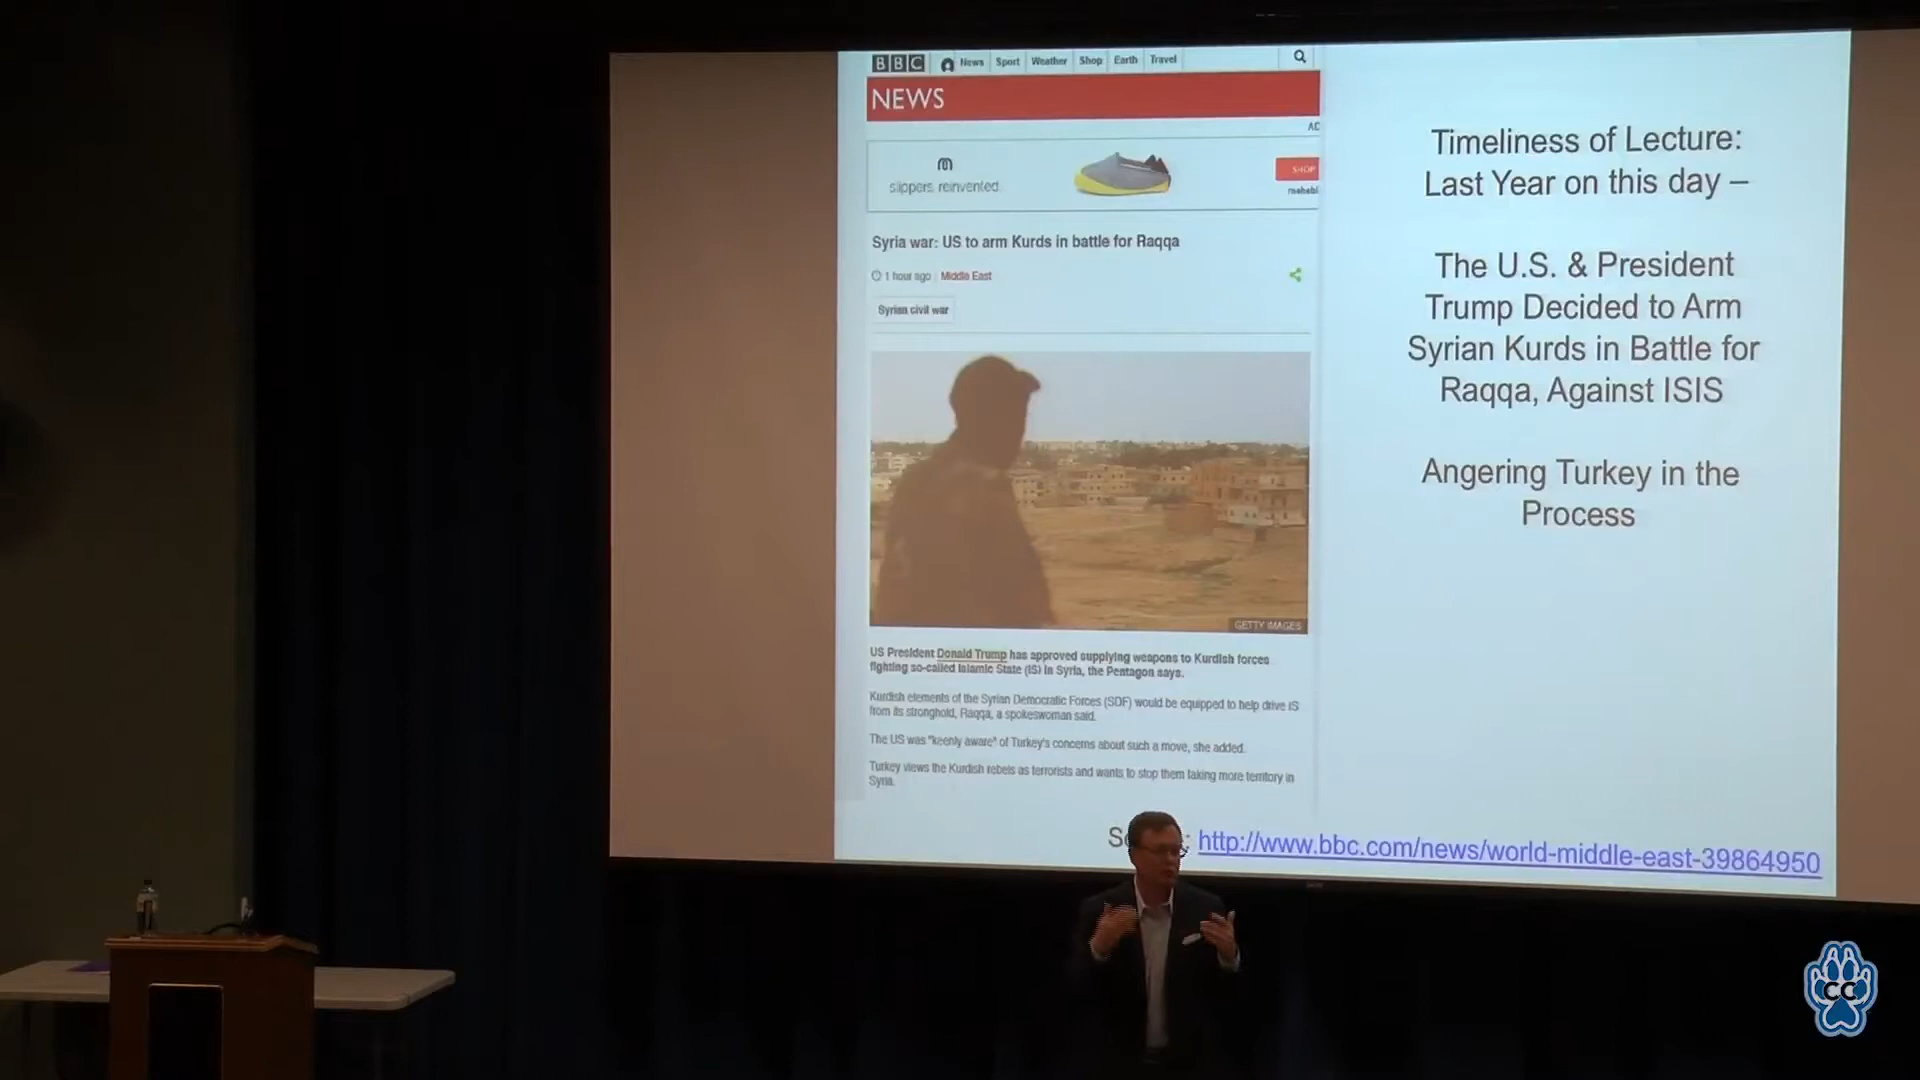 BBC News Sport Weather Shop Earth Travel
NEWS
slippers reinvented.
SHOP
Syria war: US to arm Kurds in battle for Raqqa
1 hour ago Middle East
Syrian civil war
GETTY IMAGES
US President Donald Trump has approved supplying weapons to Kurdish forces
fighting so-called Islamic State (IS) in Syria, the Pentagon says.
Kurdish elements of the Syrian Democratic Forces (SDF) would be equipped to help drive IS
from its stronghold, Raqqa, a spokeswoman said.
The US was "keenly aware" of Turkey's concerns about such a move, she added.
Turkey views the Kurdish rebels as terrorists and wants to stop them taking more territory in
Syria.
Timeliness of Lecture:
Last Year on this day –
The U.S. & President
Trump Decided to Arm
Syrian Kurds in Battle for
Raqqa, Against ISIS
Angering Turkey in the
Process
http://www.bbc.com/news/world-middle-east-39864950
CC